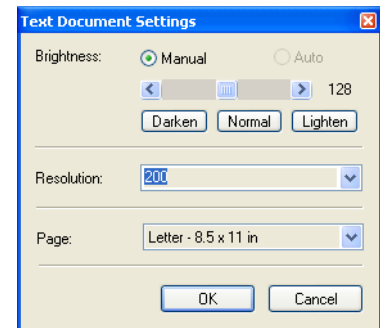 Text Document Settings
Brightness: Manual Auto
128
Darken Normal Lighten
Resolution: 200
Page: Letter - 8.5 x 11 in
OK Cancel